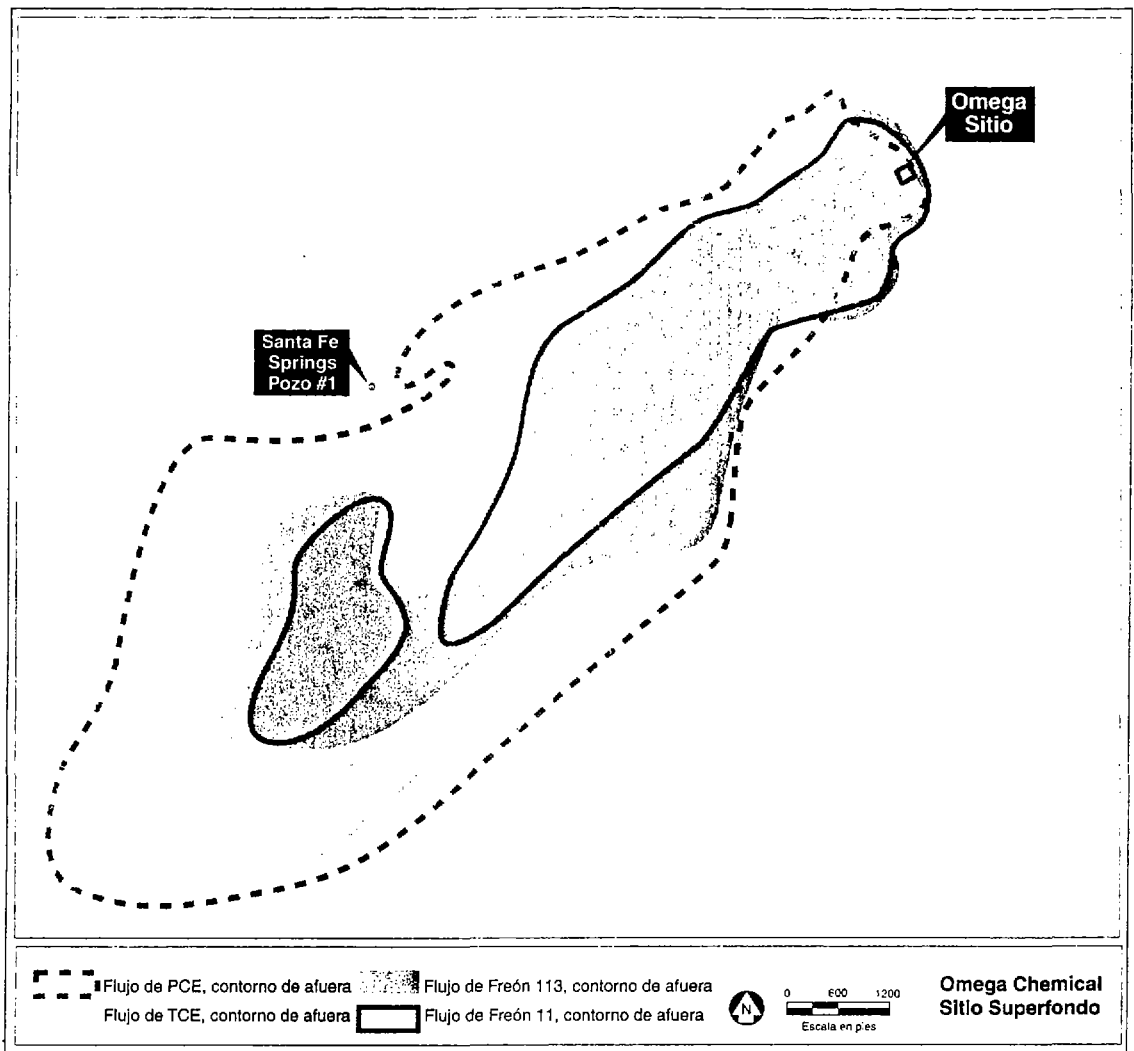 Omega
Sitio
Santa Fe
Springs
Pozo #1
Flujo de PCE, contorno de afuera
Flujo de Freón 113, contorno de afuera
Flujo de TCE, contorno de afuera
Flujo de Freón 11, contorno de afuera
N
0 600 1200
Escala en pies
Omega Chemical
Sitio Superfondo